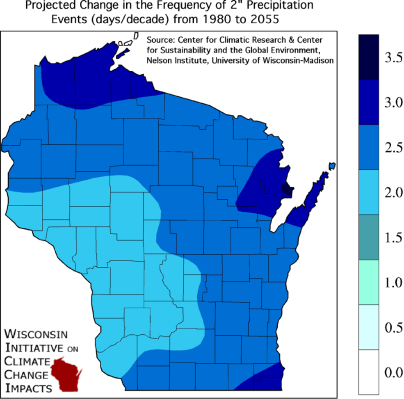 Projected Change in the Frequency of 2" Precipitation
Events (days/decade) from 1980 to 2055
Source: Center for Climatic Research & Center
for Sustainability and the Global Environment,
Nelson Institute, University of Wisconsin-Madison
3.5
3.0
2.5
2.0
1.5
1.0
0.5
0.0
WISCONSIN
INITIATIVE ON
CLIMATE
CHANGE
IMPACTS